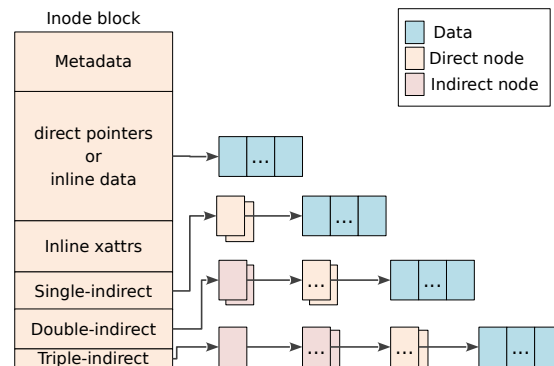 Inode block
Metadata
direct pointers
or
inline data
Inline xattrs
Single-indirect
Double-indirect
Triple-indirect
...
...
...
...
...
...
...
Data
Direct node
Indirect node